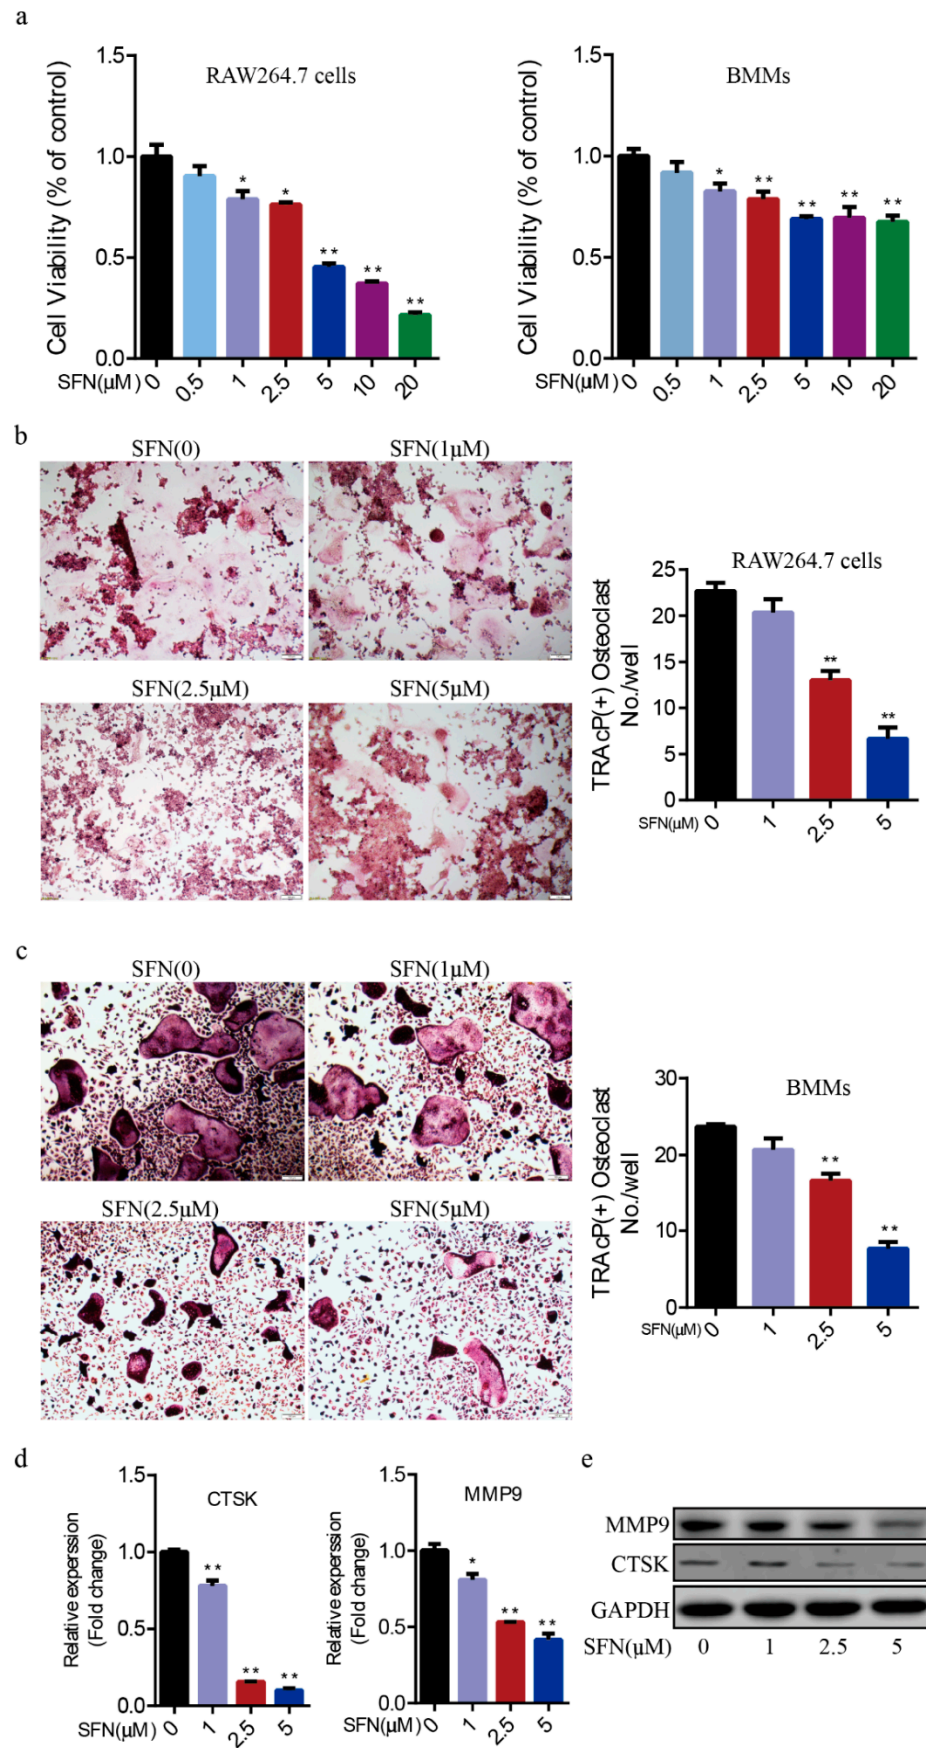 a
RAW264.7 cells
Cell Viability (% of control)
1.5
1.0
0.5
0.0
* * ** ** **
SFN(μM) 0 0.5 1 2.5 5 10 20
BMMs
Cell Viability (% of control)
1.5
1.0
0.5
0.0
* ** ** ** **
SFN(μM) 0 0.5 1 2.5 5 10 20
b
SFN(0) SFN(1μM)
SFN(2.5μM) SFN(5μM)
RAW264.7 cells
TRAcP(+) Osteoclast
No./well
25
20
15
10
5
0
** **
SFN(μM) 0 1 2.5 5
c
SFN(0) SFN(1μM)
SFN(2.5μM) SFN(5μM)
BMMs
TRAcP(+) Osteoclast
No./well
30
20
10
0
** **
SFN(μM) 0 1 2.5 5
d
CTSK
Relative experssion
(Fold change)
1.5
1.0
0.5
0.0
** ** **
SFN(μM) 0 1 2.5 5
MMP9
Relative experssion
(Fold change)
1.5
1.0
0.5
0.0
* ** **
SFN(μM) 0 1 2.5 5
e
MMP9
CTSK
GAPDH
SFN(μM) 0 1 2.5 5